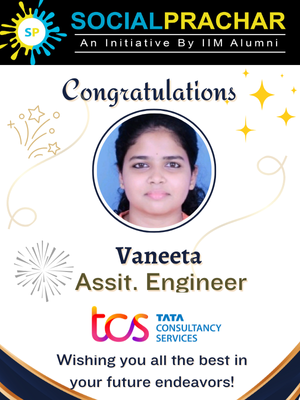 SP
SOCIALPRACHAR
An Initiative By IIM Alumni
Congratulations
Vaneeta
Assit. Engineer
tcs TATA
CONSULTANCY
SERVICES
Wishing you all the best in
your future endeavors!